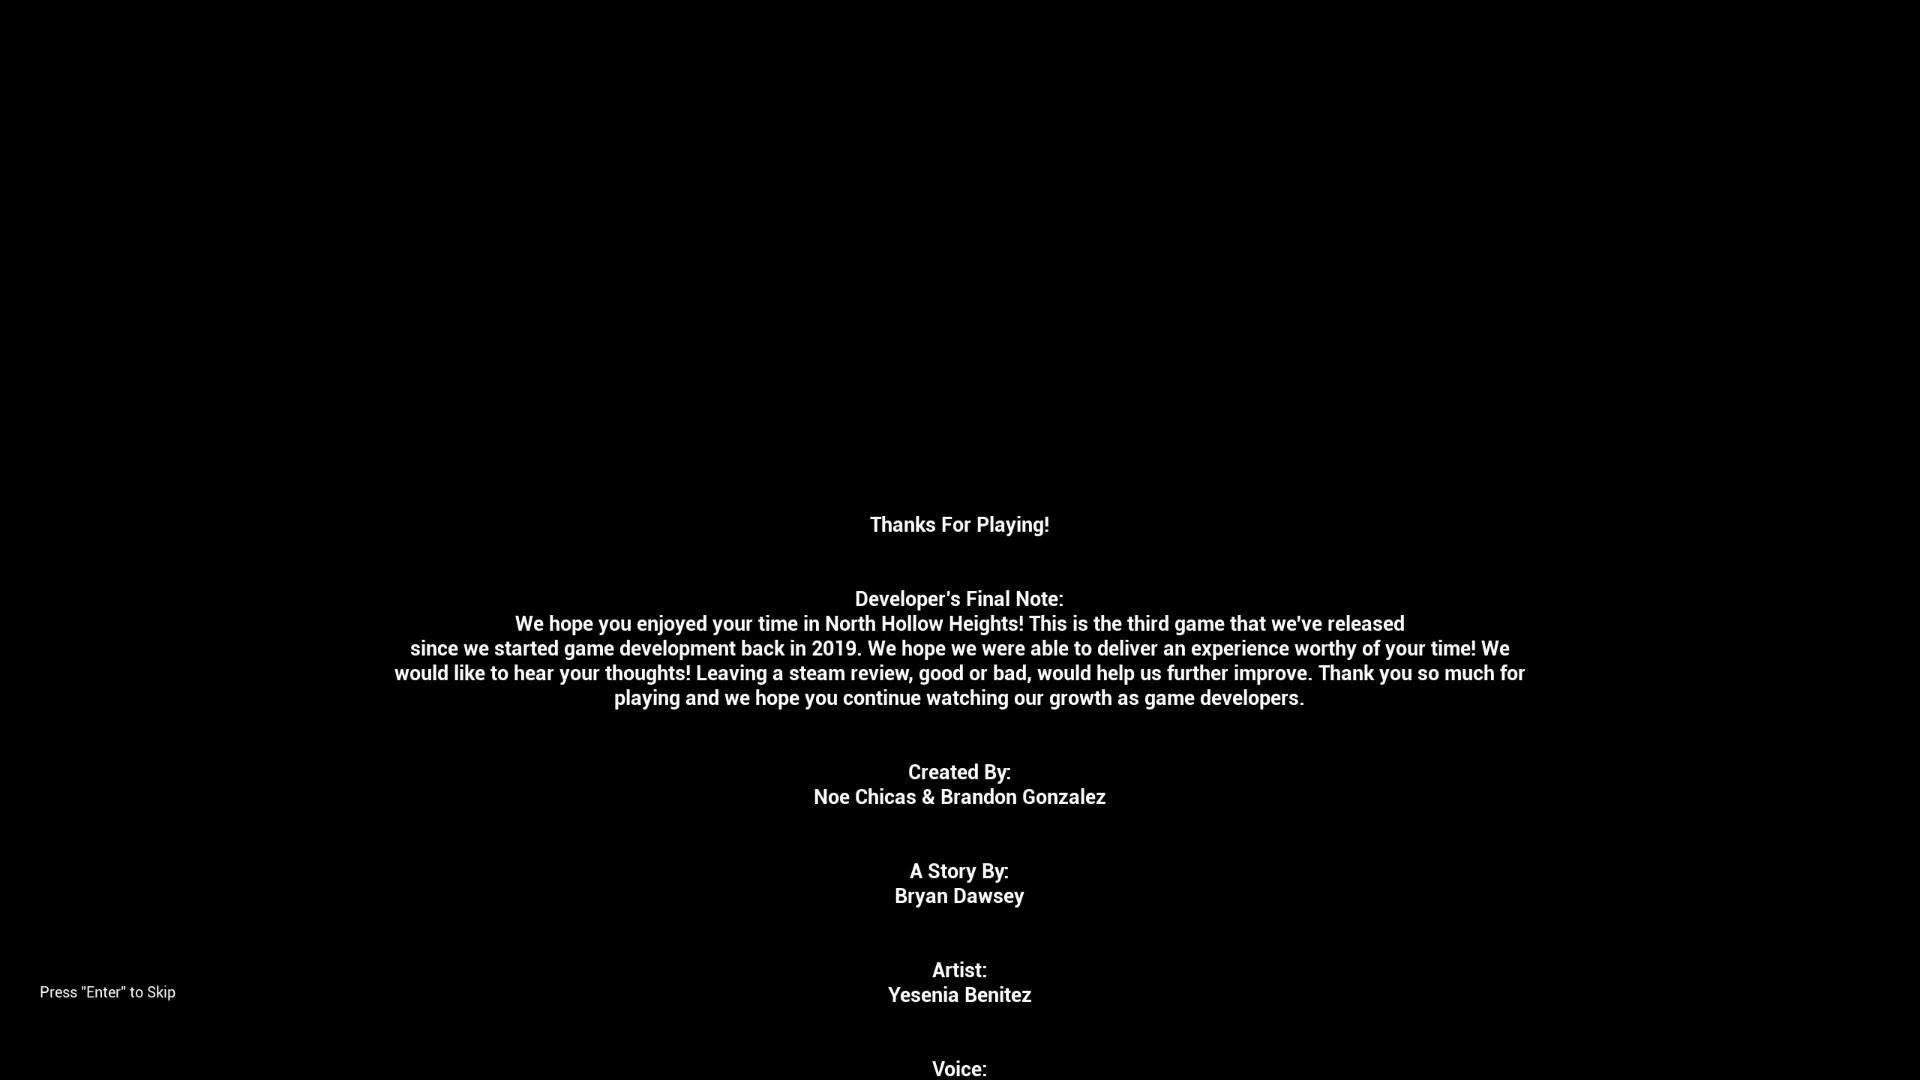 Thanks For Playing!
Developer's Final Note:
We hope you enjoyed your time in North Hollow Heights! This is the third game that we've released
since we started game development back in 2019. We hope we were able to deliver an experience worthy of your time! We
would like to hear your thoughts! Leaving a steam review, good or bad, would help us further improve. Thank you so much for
playing and we hope you continue watching our growth as game developers.
Created By:
Noe Chicas & Brandon Gonzalez
A Story By:
Bryan Dawsey
Artist:
Yesenia Benitez
Press "Enter" to Skip
Voice: